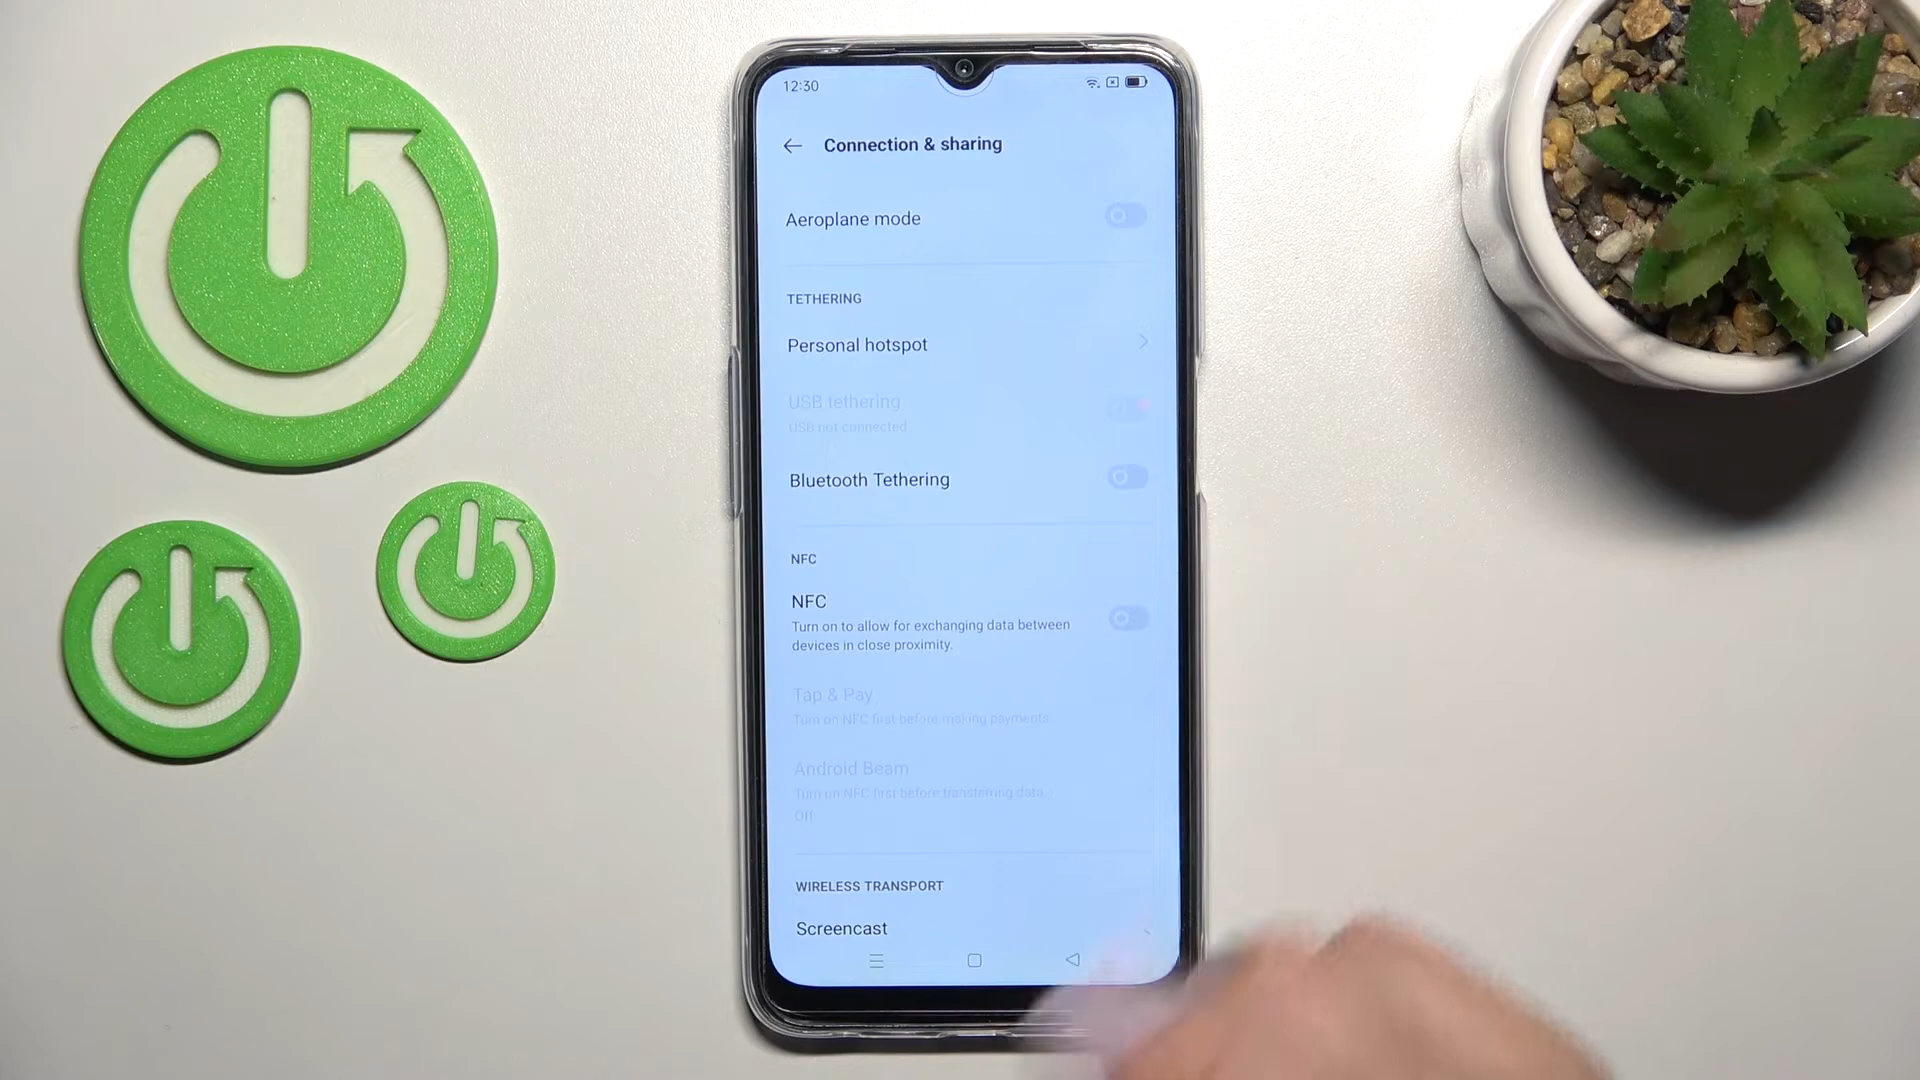 12:30
Connection & sharing
Aeroplane mode
TETHERING
Personal hotspot
USB tethering
USB not connected
Bluetooth Tethering
NFC
NFC
Turn on to allow for exchanging data between
devices in close proximity.
Tap & Pay
Turn on NFC first before making payments.
Android Beam
Turn on NFC first before transferring data.
Off
WIRELESS TRANSPORT
Screencast